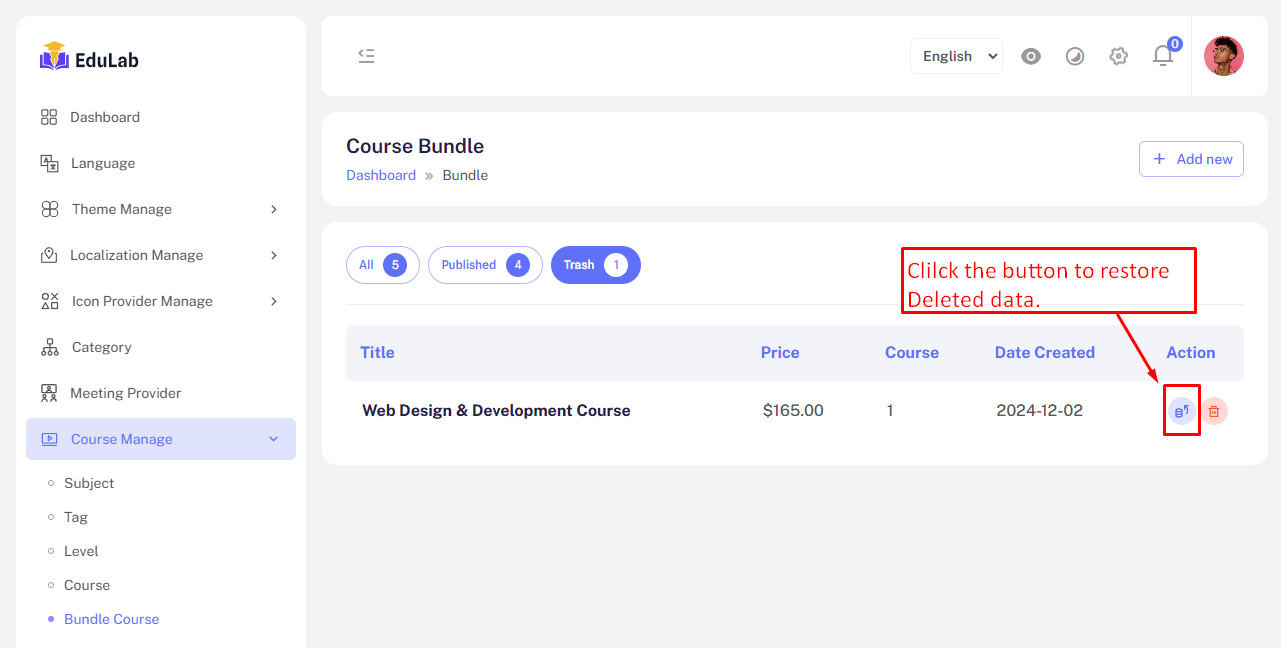 EduLab
Dashboard
Language
Theme Manage
Localization Manage
Icon Provider Manage
Category
Meeting Provider
Course Manage
Subject
Tag
Level
Course
Bundle Course
English
0
Course Bundle
Dashboard » Bundle
+ Add new
All 5
Published 4
Trash 1
Clilck the button to restore
Deleted data.
Title Price Course Date Created Action
Web Design & Development Course $165.00 1 2024-12-02